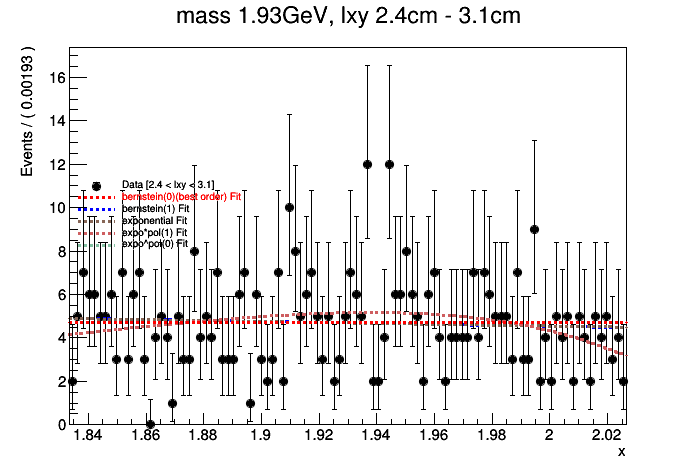 mass 1.93GeV, lxy 2.4cm - 3.1cm
Events / ( 0.00193 )
16
14
12
10
8
6
4
2
0
Data [2.4 < lxy < 3.1]
bernstein(0)(best order) Fit
bernstein(1) Fit
exponential Fit
expo*pol(1) Fit
expo^pol(0) Fit
1.84 1.86 1.88 1.9 1.92 1.94 1.96 1.98 2 2.02
x